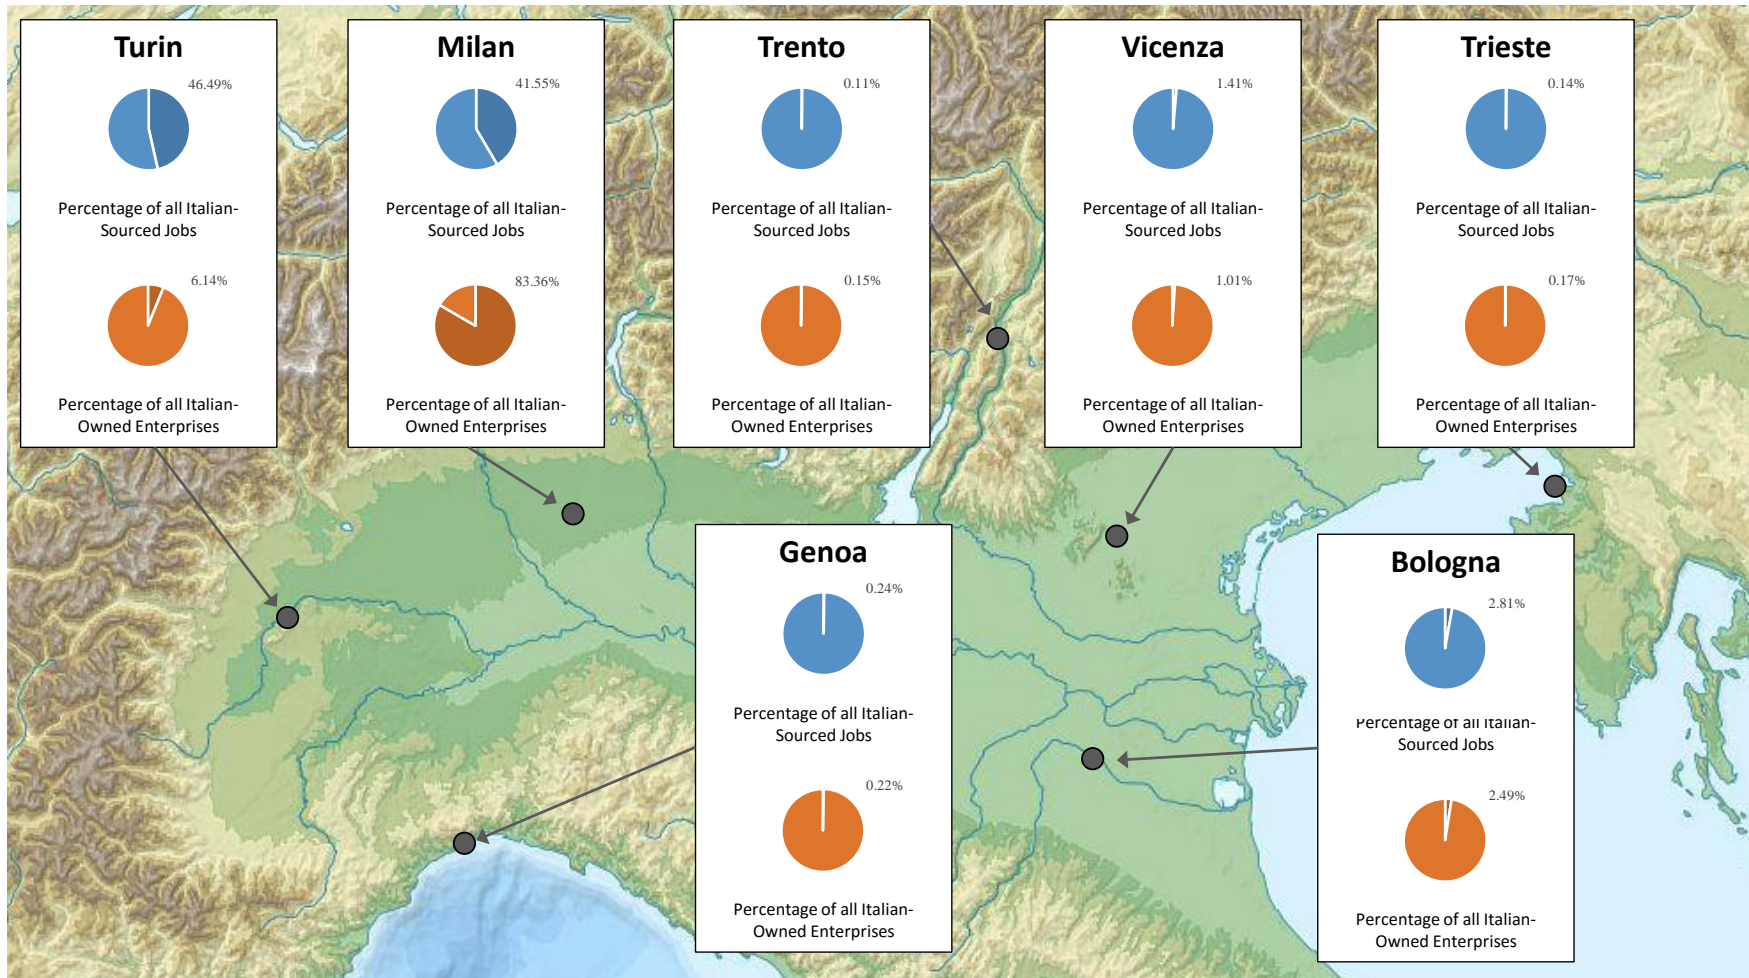 Turin
46.49%
Percentage of all Italian-
Sourced Jobs
6.14%
Percentage of all Italian-
Owned Enterprises
Milan
41.55%
Percentage of all Italian-
Sourced Jobs
83.36%
Percentage of all Italian-
Owned Enterprises
Trento
0.11%
Percentage of all Italian-
Sourced Jobs
0.15%
Percentage of all Italian-
Owned Enterprises
Vicenza
1.41%
Percentage of all Italian-
Sourced Jobs
1.01%
Percentage of all Italian-
Owned Enterprises
Trieste
0.14%
Percentage of all Italian-
Sourced Jobs
0.17%
Percentage of all Italian-
Owned Enterprises
Genoa
0.24%
Percentage of all Italian-
Sourced Jobs
0.22%
Percentage of all Italian-
Owned Enterprises
Bologna
2.81%
Percentage of all Italian-
Sourced Jobs
2.49%
Percentage of all Italian-
Owned Enterprises